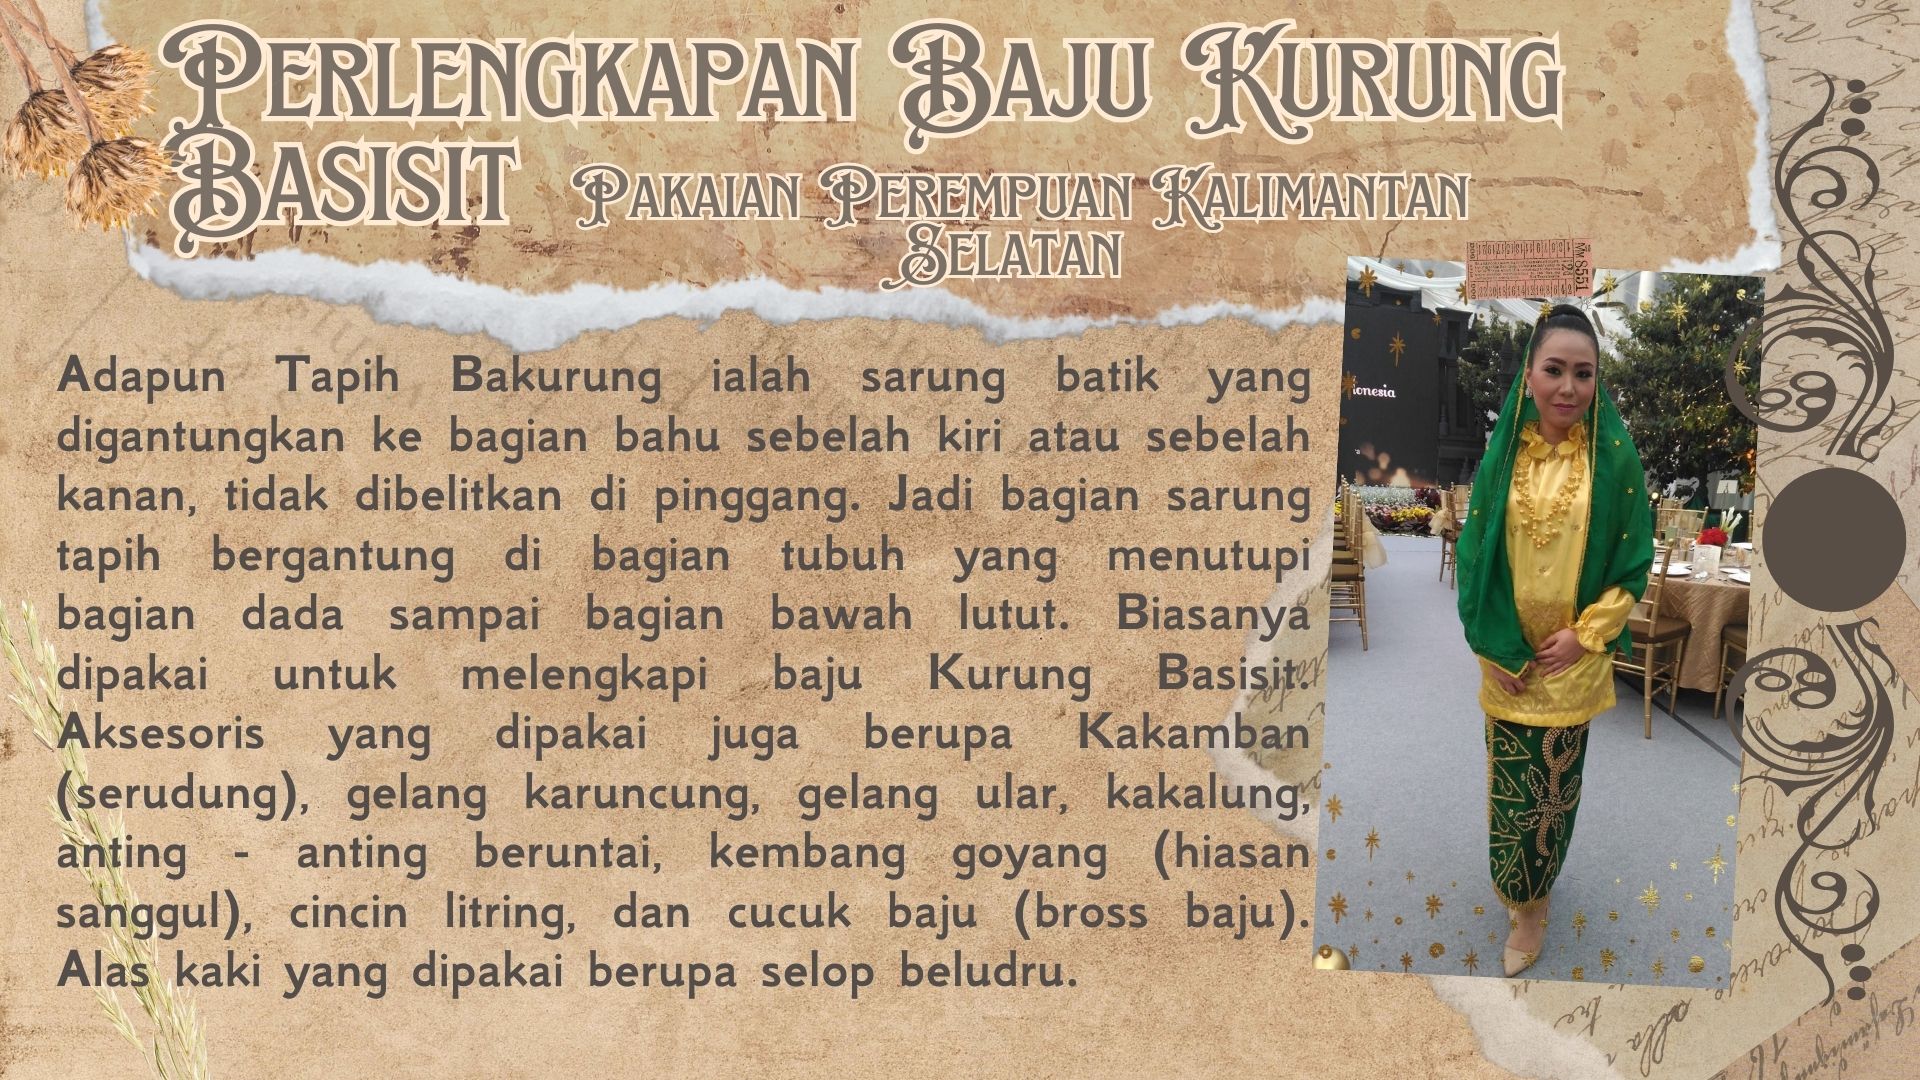 Perlengkapan Baju Kurung
Basisit
Pakaian Perempuan Kalimantan
Selatan
Adapun Tapih Bakurung ialah sarung batik yang
digantungkan ke bagian bahu sebelah kiri atau sebelah
kanan, tidak dibelitkan di pinggang. Jadi bagian sarung
tapih bergantung di bagian tubuh yang menutupi
bagian dada sampai bagian bawah lutut. Biasanya
dipakai untuk melengkapi baju Kurung Basisit.
Aksesoris yang dipakai juga berupa Kakamban
(serudung), gelang karuncung, gelang ular, kakalung,
anting - anting beruntai, kembang goyang (hiasan
sanggul), cincin litring, dan cucuk baju (bross baju).
Alas kaki yang dipakai berupa selop beludru.
onesia
8551